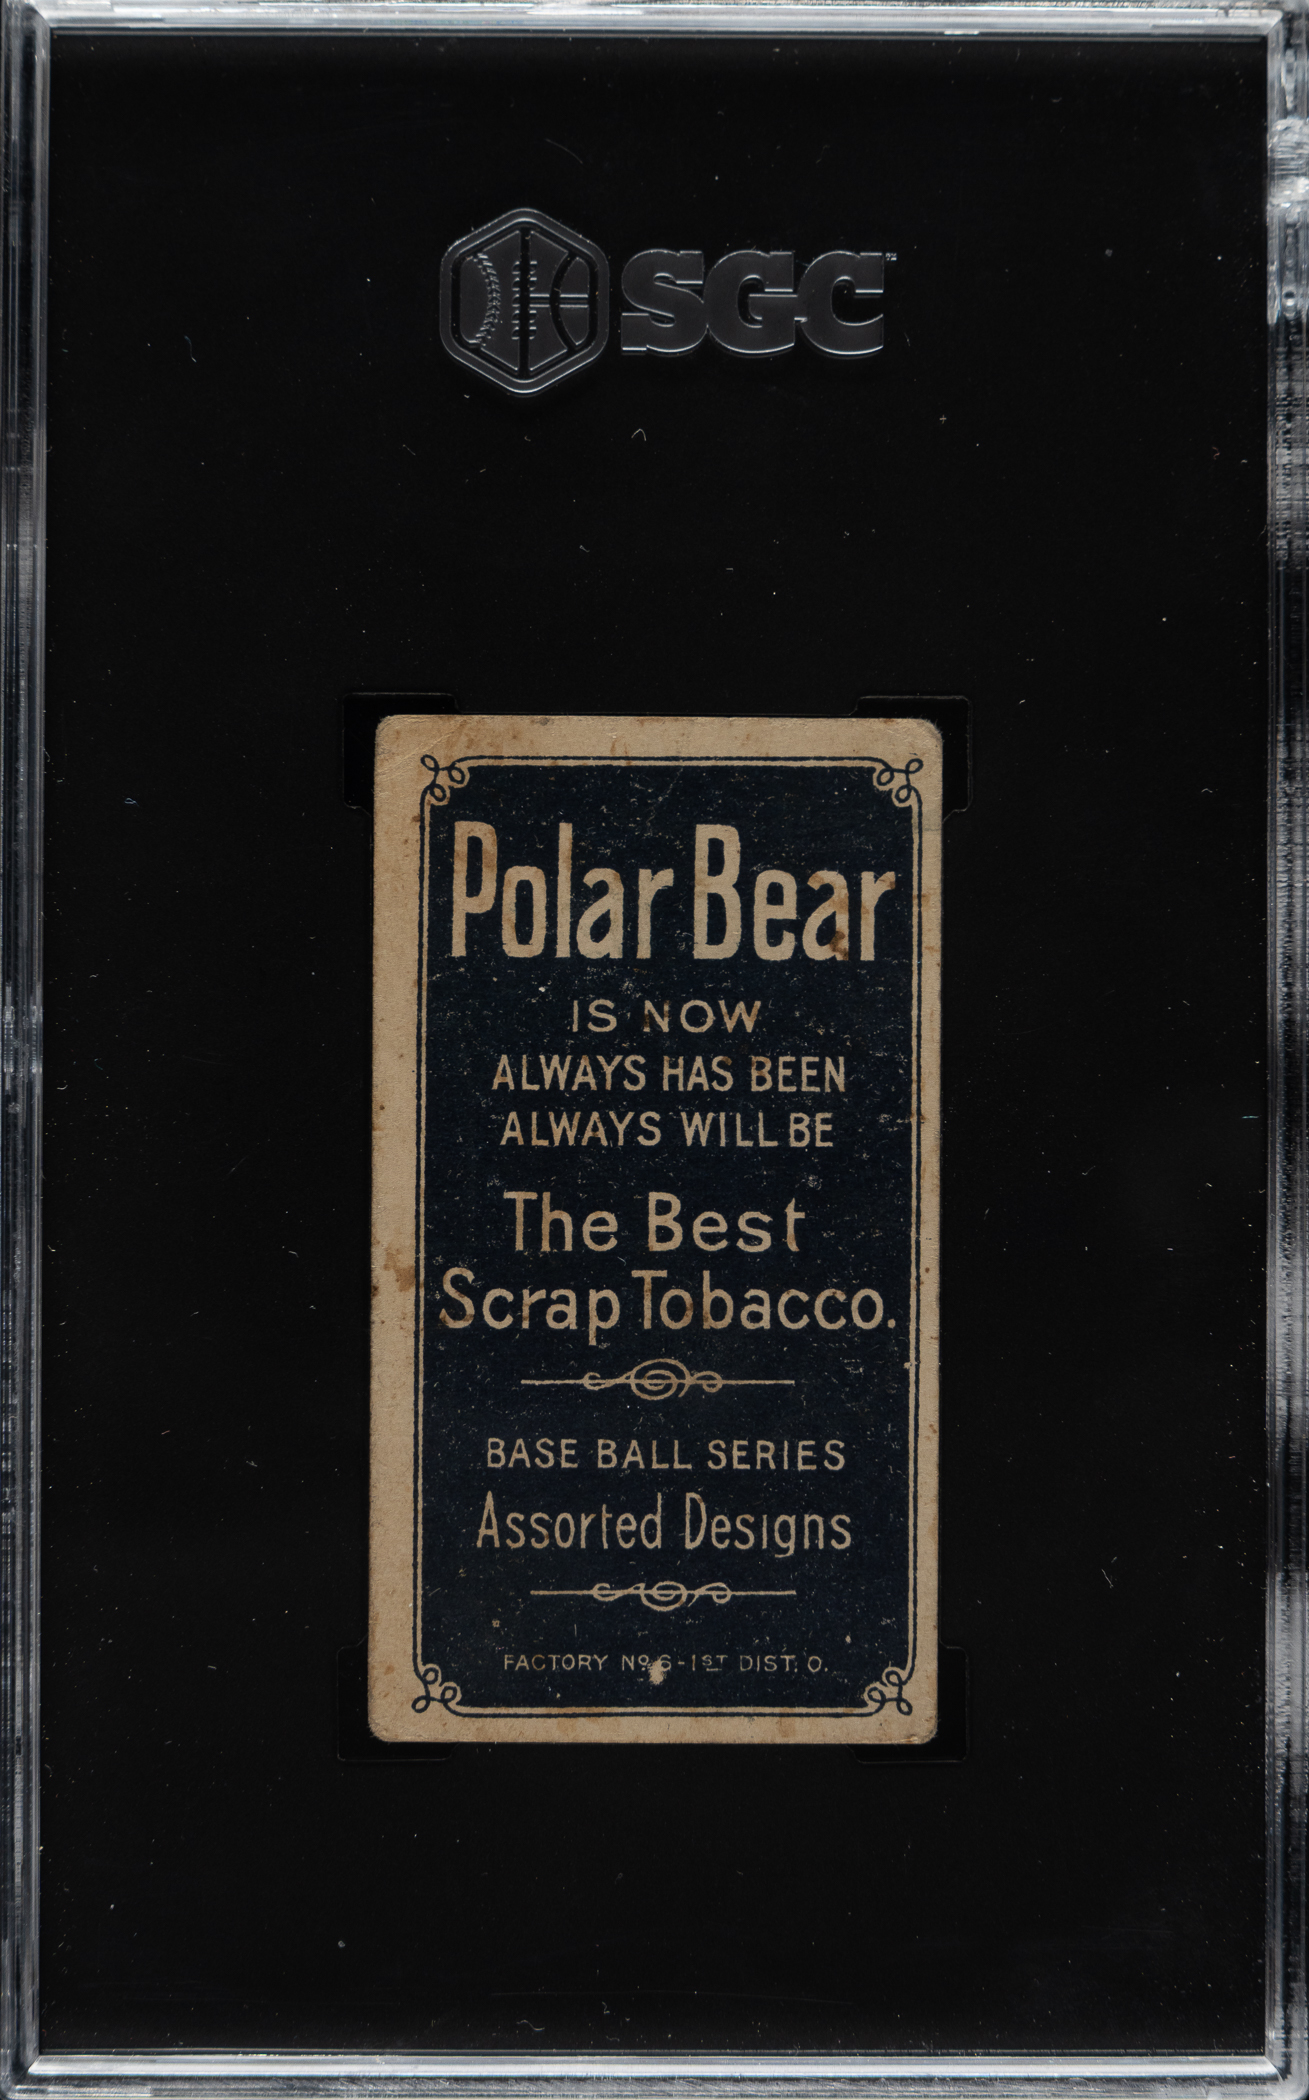 SGC
Polar Bear
IS NOW
ALWAYS HAS BEEN
ALWAYS WILL BE
The Best
Scrap Tobacco.
BASE BALL SERIES
Assorted Designs
FACTORY Nº 6-1ST DIST. O.